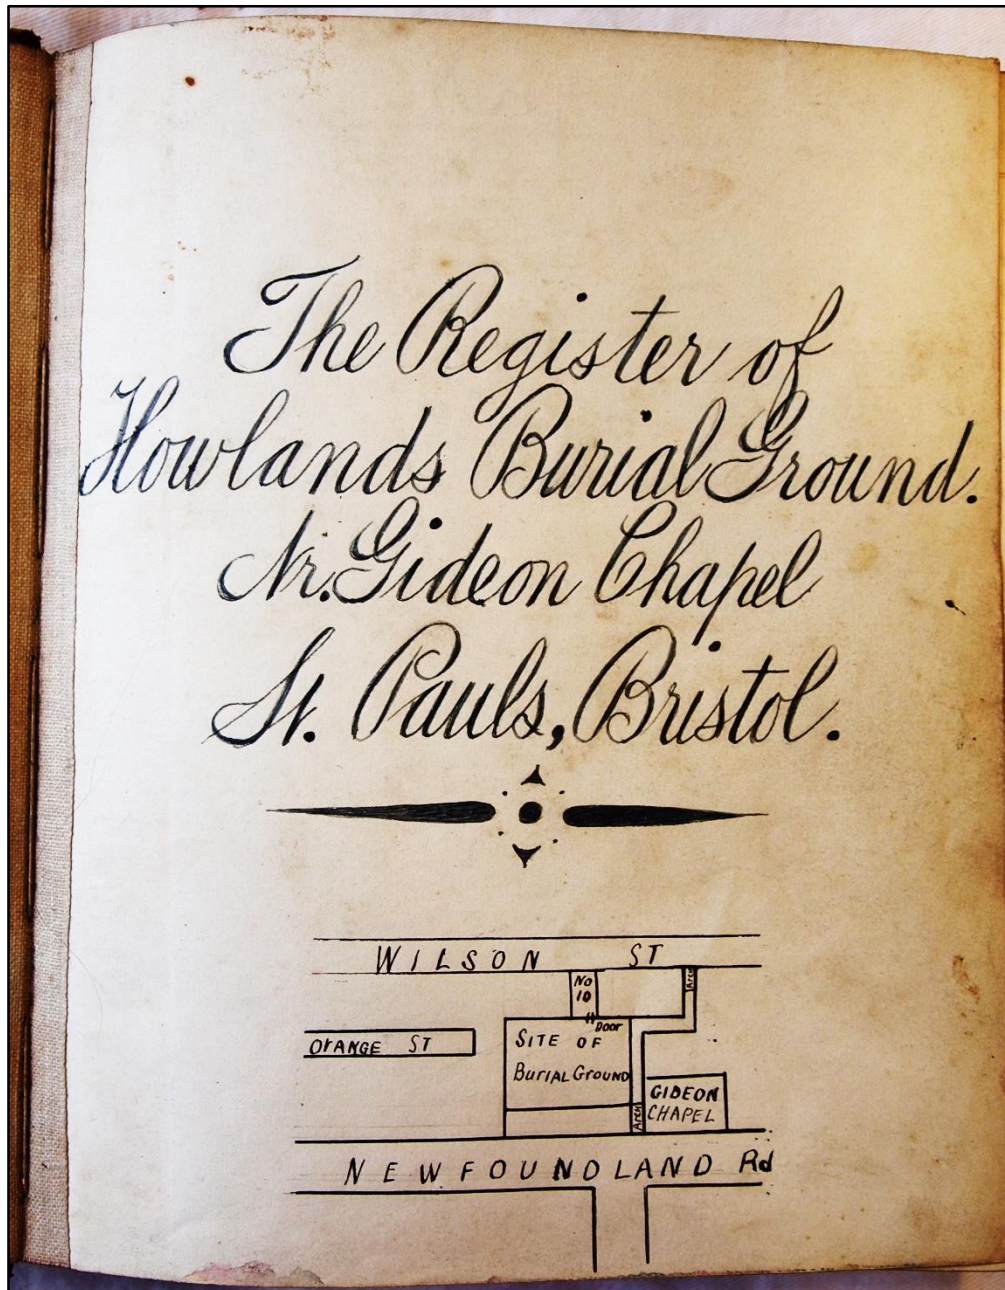 The Register of
Howlands Burial Ground.
Nr. Gideon Chapel
St. Pauls, Bristol.
WILSON ST
No
10
Arch
Door
ORANGE ST
SITE OF
BURIAL GROUND
GIDEON
CHAPEL
Arch
NEWFOUNDLAND Rd